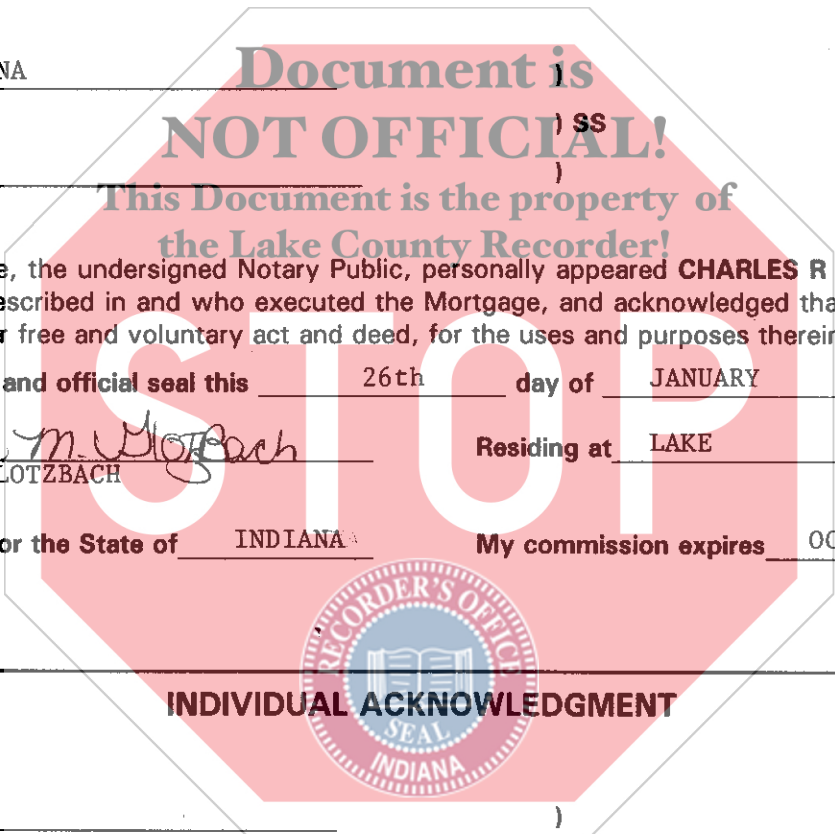 NA )
Document is
) SS
NOT OFFICIAL!
)
This Document is the property of
the Lake County Recorder!
e, the undersigned Notary Public, personally appeared CHARLES R
escribed in and who executed the Mortgage, and acknowledged tha
r free and voluntary act and deed, for the uses and purposes therein
and official seal this 26th day of JANUARY
M. Glotzbach Residing at LAKE
LOTZBACH
or the State of INDIANA My commission expires OC
STOP
RECORDER'S OFFICE
SEAL
INDIANA
INDIVIDUAL ACKNOWLEDGMENT
)